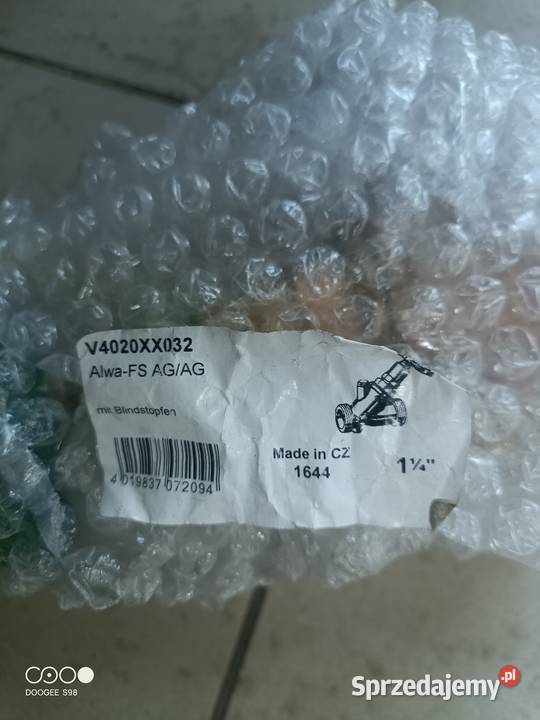 V4020XX032
Alwa-FS AG/AG
mit Blindstopfen
4 019837 072094
Made in CZ
1644
1¼"
DOOGEE S98
Sprzedajemy.pl